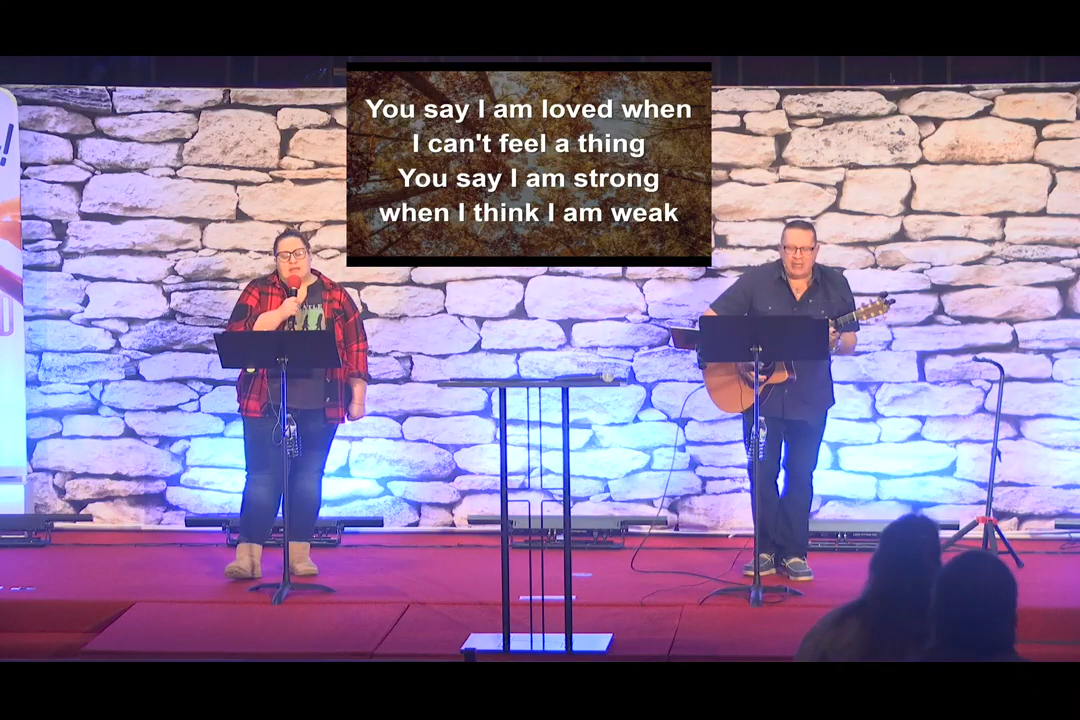 You say I am loved when
I can't feel a thing
You say I am strong
when I think I am weak